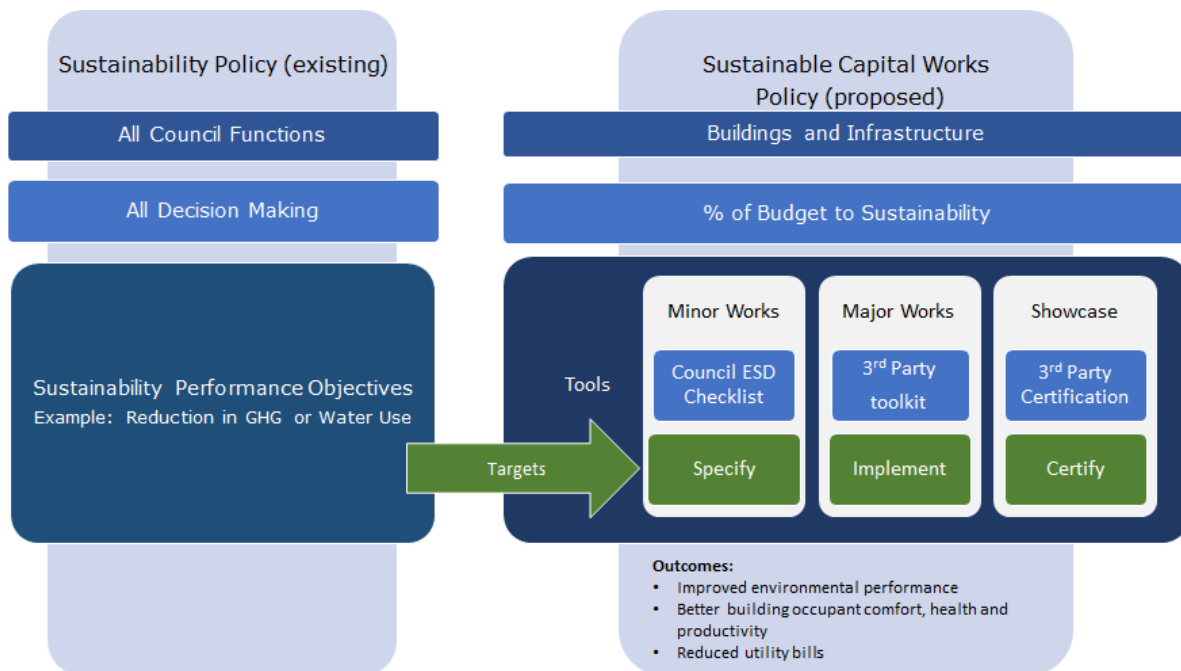 Sustainability Policy (existing)
All Council Functions
All Decision Making
Sustainability Performance Objectives
Example: Reduction in GHG or Water Use
Targets
Sustainable Capital Works
Policy (proposed)
Buildings and Infrastructure
% of Budget to Sustainability
Tools
Minor Works
Council ESD
Checklist
Specify
Major Works
3rd Party
toolkit
Implement
Showcase
3rd Party
Certification
Certify
Outcomes:
• Improved environmental performance
• Better building occupant comfort, health and
productivity
• Reduced utility bills